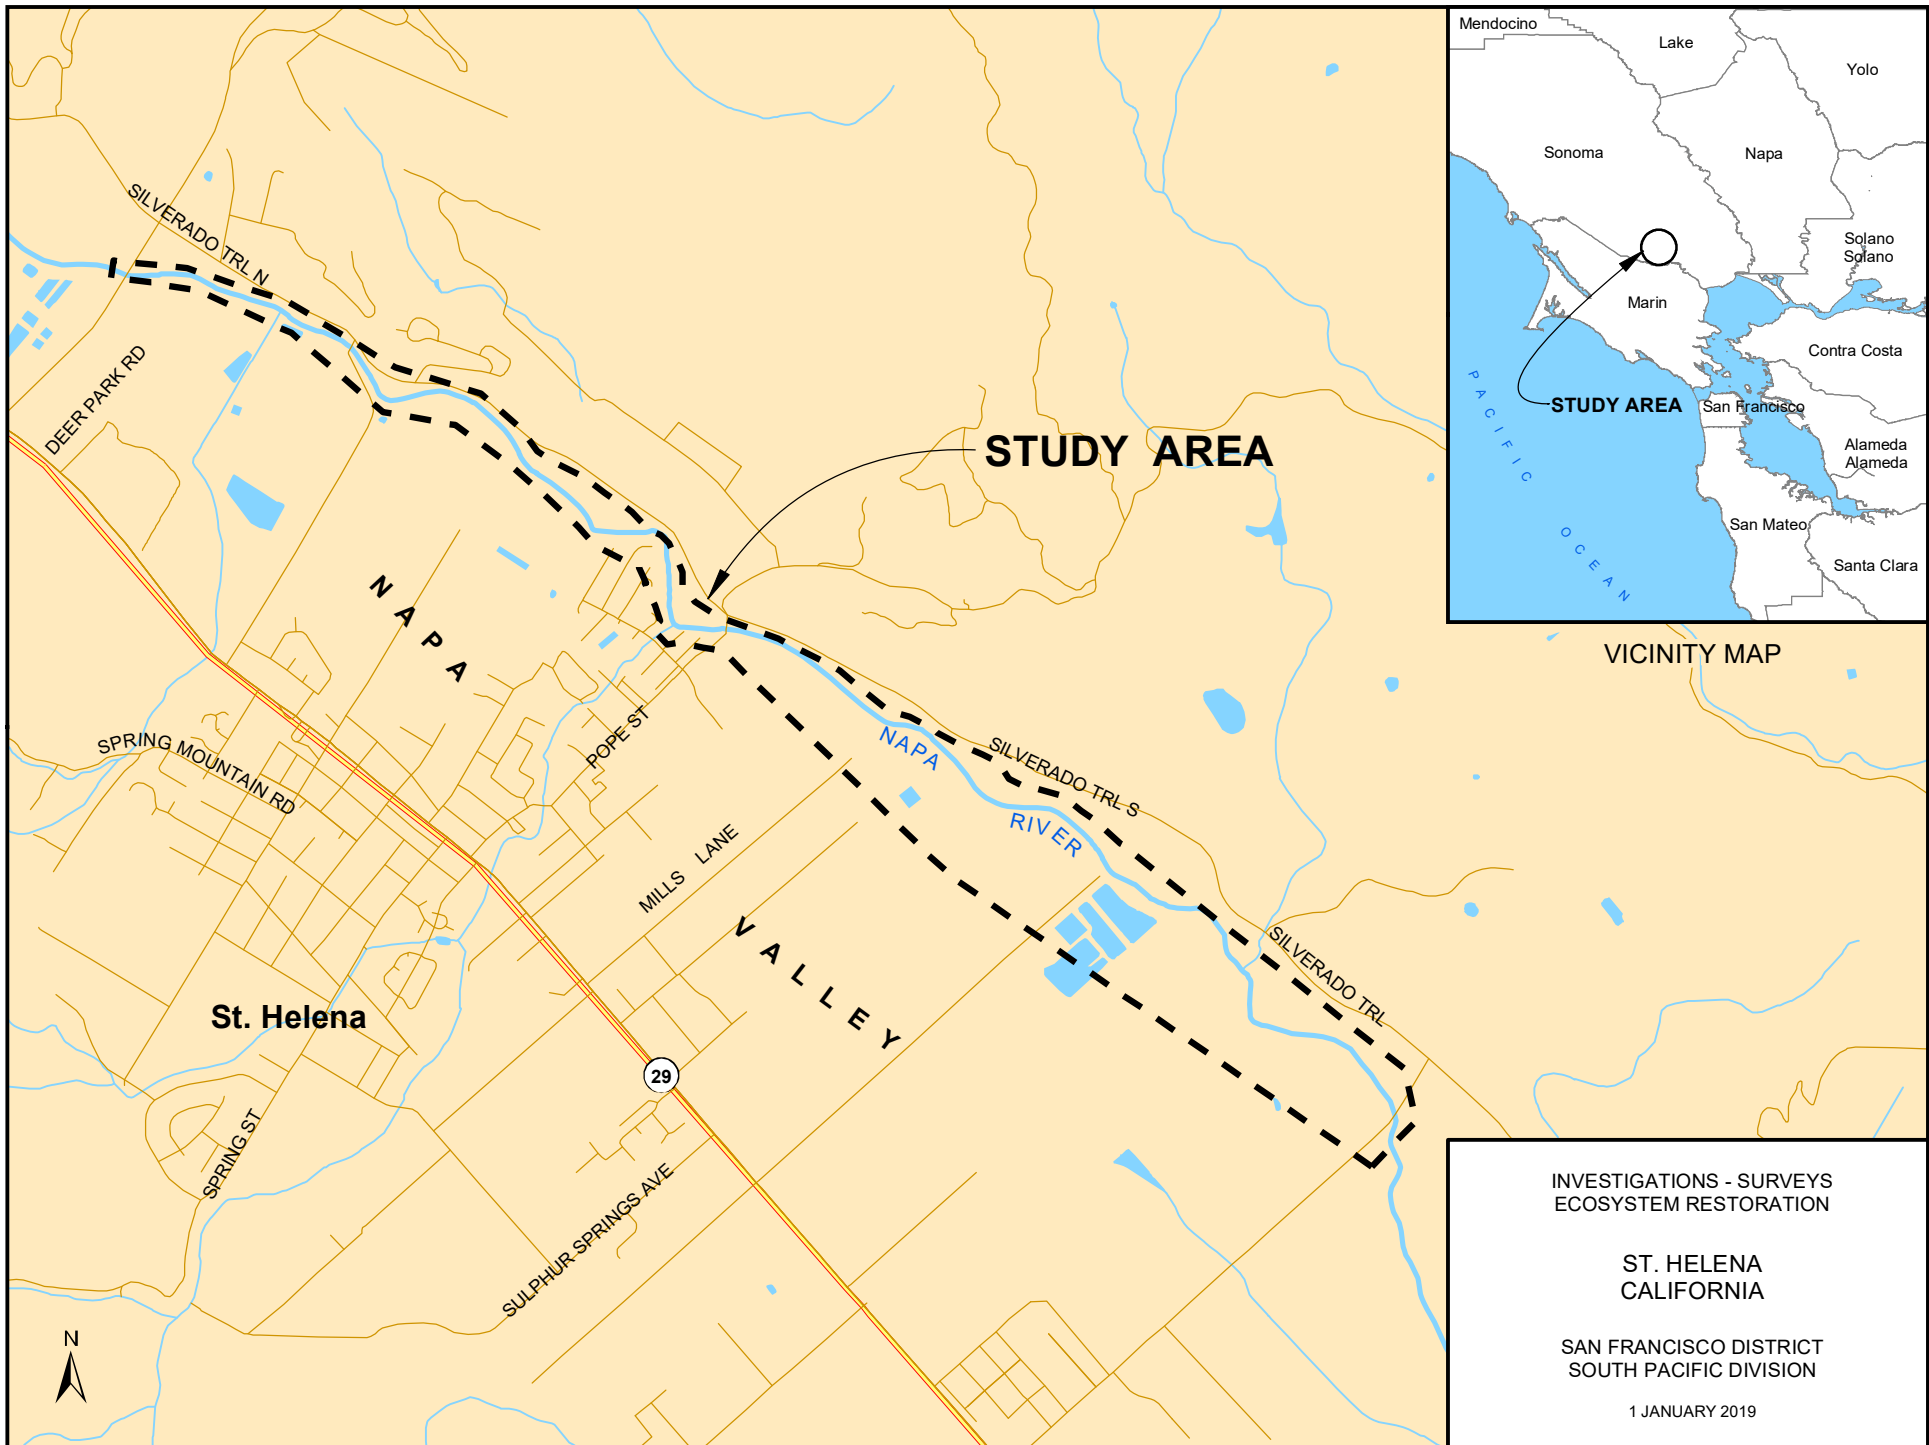 SILVERADO TRL N
DEER PARK RD
STUDY AREA
NAPA
VALLEY
SPRING MOUNTAIN RD
POPE ST
MILLS LANE
NAPA
RIVER
SILVERADO TRL S
SILVERADO TRL
St. Helena
29
SPRING ST
SULPHUR SPRINGS AVE
N
Mendocino
Lake
Yolo
Sonoma
Napa
Solano
Solano
Marin
Contra Costa
STUDY AREA
San Francisco
Alameda
Alameda
San Mateo
Santa Clara
PACIFIC OCEAN
VICINITY MAP
INVESTIGATIONS - SURVEYS
ECOSYSTEM RESTORATION
ST. HELENA
CALIFORNIA
SAN FRANCISCO DISTRICT
SOUTH PACIFIC DIVISION
1 JANUARY 2019